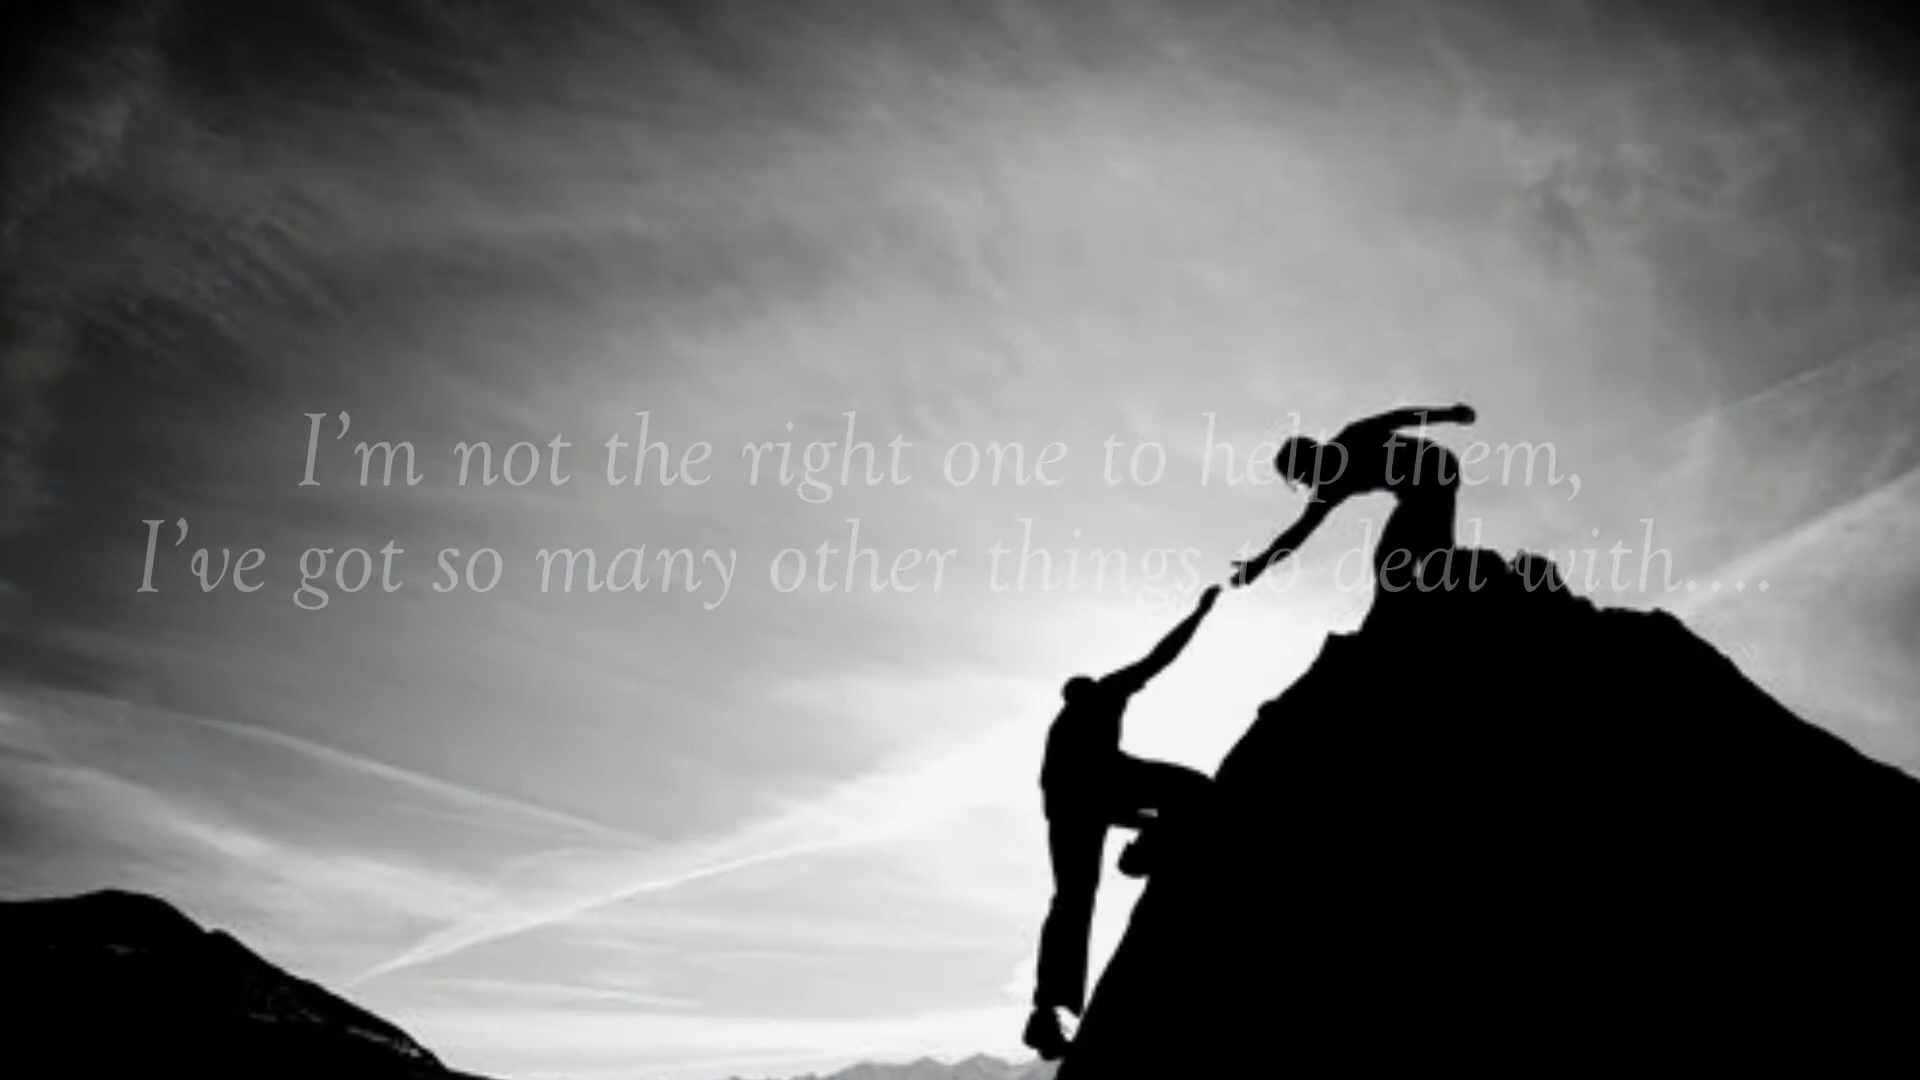 I’m not the right one to help them,
I’ve got so many other things to deal with....